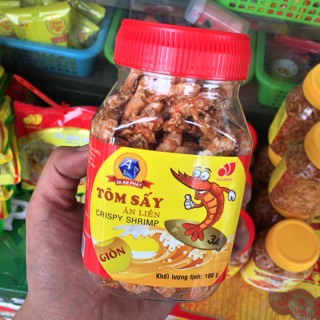 TÔM SẤY
ĂN LIỀN
CRISPY SHRIMP
GIÒN
Khối lượng tịnh: 100 g